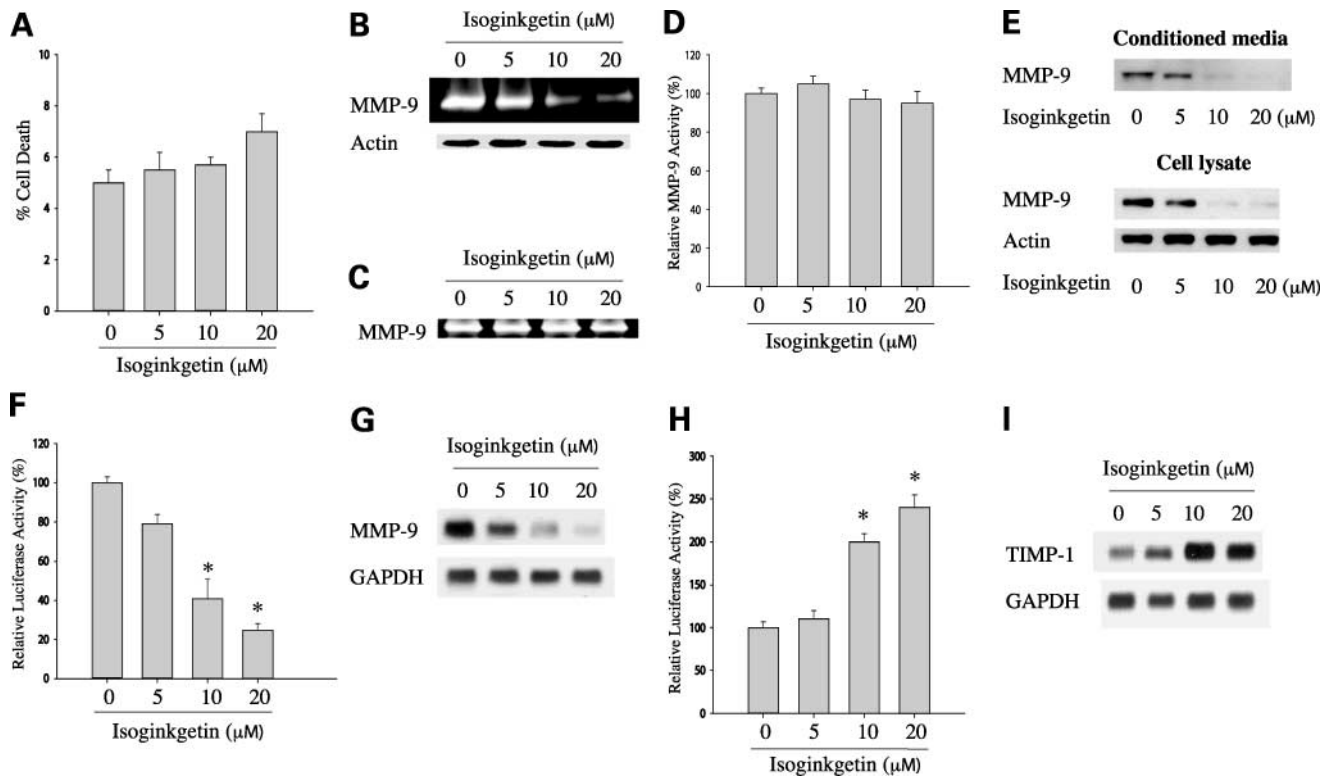 A
% Cell Death
10
8
6
4
2
0
0 5 10 20
Isoginkgetin (μM)
B
Isoginkgetin (μM)
0 5 10 20
MMP-9
Actin
C
Isoginkgetin (μM)
0 5 10 20
MMP-9
D
Relative MMP-9 Activity (%)
120
100
80
60
40
20
0
0 5 10 20
Isoginkgetin (μM)
E
Conditioned media
MMP-9
Isoginkgetin 0 5 10 20 (μM)
Cell lysate
MMP-9
Actin
Isoginkgetin 0 5 10 20 (μM)
F
Relative Luciferase Activity (%)
120
100
80
60
40
20
0
* *
0 5 10 20
Isoginkgetin (μM)
G
Isoginkgetin (μM)
0 5 10 20
MMP-9
GAPDH
H
Relative Luciferase Activity (%)
300
250
200
150
100
50
0
* *
0 5 10 20
Isoginkgetin (μM)
I
Isoginkgetin (μM)
0 5 10 20
TIMP-1
GAPDH